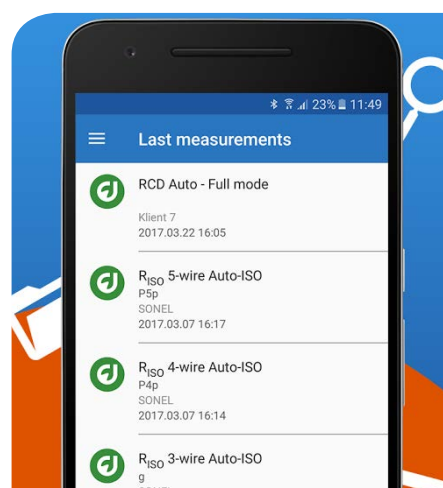 23% 11:49
Last measurements
RCD Auto - Full mode
Klient 7
2017.03.22 16:05
RISO 5-wire Auto-ISO
P5p
SONEL
2017.03.07 16:17
RISO 4-wire Auto-ISO
P4p
SONEL
2017.03.07 16:14
RISO 3-wire Auto-ISO
g